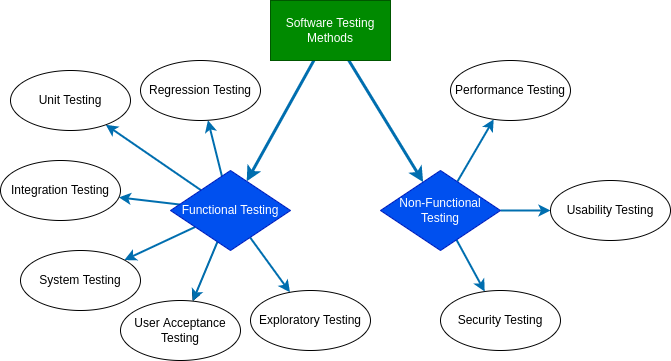 Software Testing
Methods
Regression Testing
Performance Testing
Unit Testing
Integration Testing
Functional Testing
Non-Functional
Testing
Usability Testing
System Testing
User Acceptance
Testing
Exploratory Testing
Security Testing